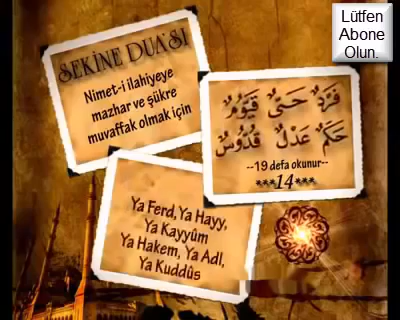 Lütfen
Abone
Olun.
SEKİNE DUA'SI
Nimet-i ilahiyeye
mazhar ve şükre
muvaffak olmak için
فَرْدٌ حَىٌّ قَيُّومٌ
حَكَمٌ عَدْلٌ قُدُّوسٌ
--19 defa okunur--
***14***
Ya Ferd, Ya Hayy,
Ya Kayyûm
Ya Hakem, Ya Adl,
Ya Kuddûs